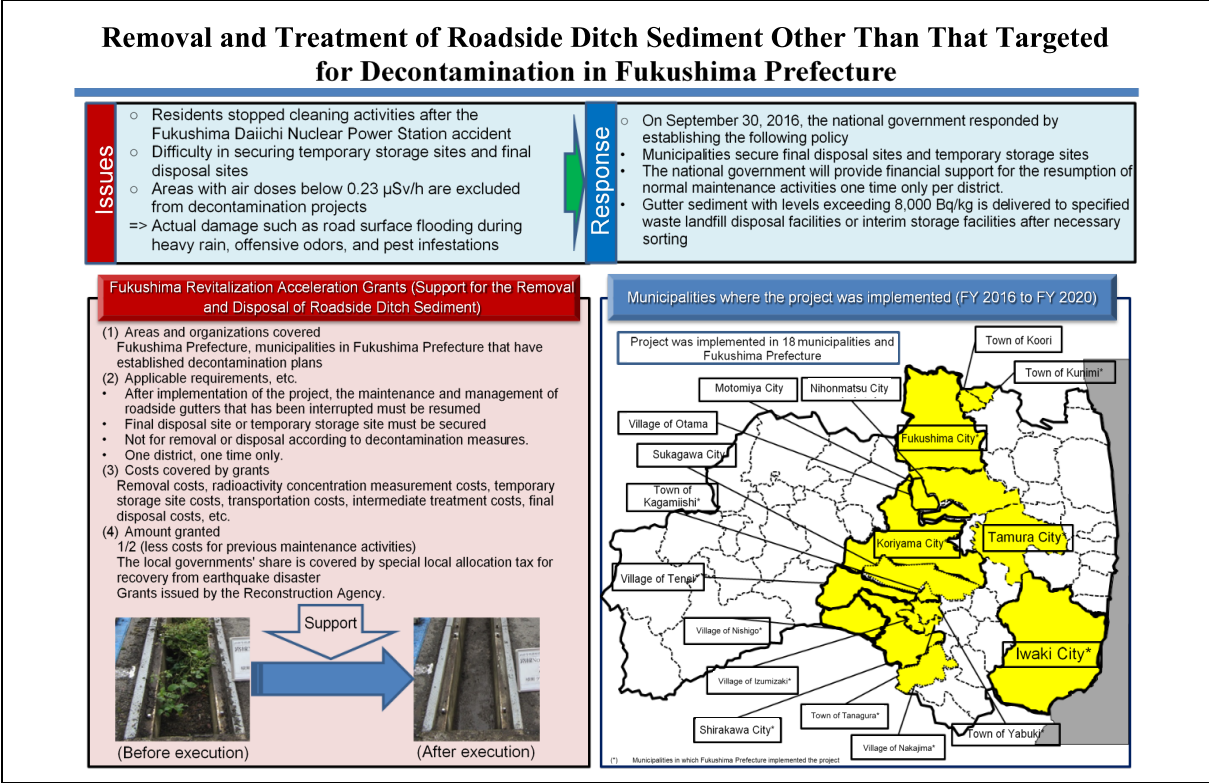 Removal and Treatment of Roadside Ditch Sediment Other Than That Targeted
for Decontamination in Fukushima Prefecture
Issues
○ Residents stopped cleaning activities after the
Fukushima Daiichi Nuclear Power Station accident
○ Difficulty in securing temporary storage sites and final
disposal sites
○ Areas with air doses below 0.23 μSv/h are excluded
from decontamination projects
=> Actual damage such as road surface flooding during
heavy rain, offensive odors, and pest infestations
Response
○ On September 30, 2016, the national government responded by
establishing the following policy
• Municipalities secure final disposal sites and temporary storage sites
• The national government will provide financial support for the resumption of
normal maintenance activities one time only per district.
• Gutter sediment with levels exceeding 8,000 Bq/kg is delivered to specified
waste landfill disposal facilities or interim storage facilities after necessary
sorting
Fukushima Revitalization Acceleration Grants (Support for the Removal
and Disposal of Roadside Ditch Sediment)
(1) Areas and organizations covered
Fukushima Prefecture, municipalities in Fukushima Prefecture that have
established decontamination plans
(2) Applicable requirements, etc.
• After implementation of the project, the maintenance and management of
roadside gutters that has been interrupted must be resumed
• Final disposal site or temporary storage site must be secured
• Not for removal or disposal according to decontamination measures.
• One district, one time only.
(3) Costs covered by grants
Removal costs, radioactivity concentration measurement costs, temporary
storage site costs, transportation costs, intermediate treatment costs, final
disposal costs, etc.
(4) Amount granted
1/2 (less costs for previous maintenance activities)
The local governments' share is covered by special local allocation tax for
recovery from earthquake disaster
Grants issued by the Reconstruction Agency.
Support
(Before execution)
(After execution)
Municipalities where the project was implemented (FY 2016 to FY 2020)
Project was implemented in 18 municipalities and
Fukushima Prefecture
Town of Koori
Town of Kunimi*
Motomiya City
Nihonmatsu City
Village of Otama
Fukushima City*
Sukagawa City
Town of
Kagamiishi*
Koriyama City*
Tamura City*
Village of Tenei*
Village of Nishigo*
Iwaki City*
Village of Izumizaki*
Town of Tanagura*
Shirakawa City*
Town of Yabuki*
Village of Nakajima*
(*) Municipalities in which Fukushima Prefecture implemented the project